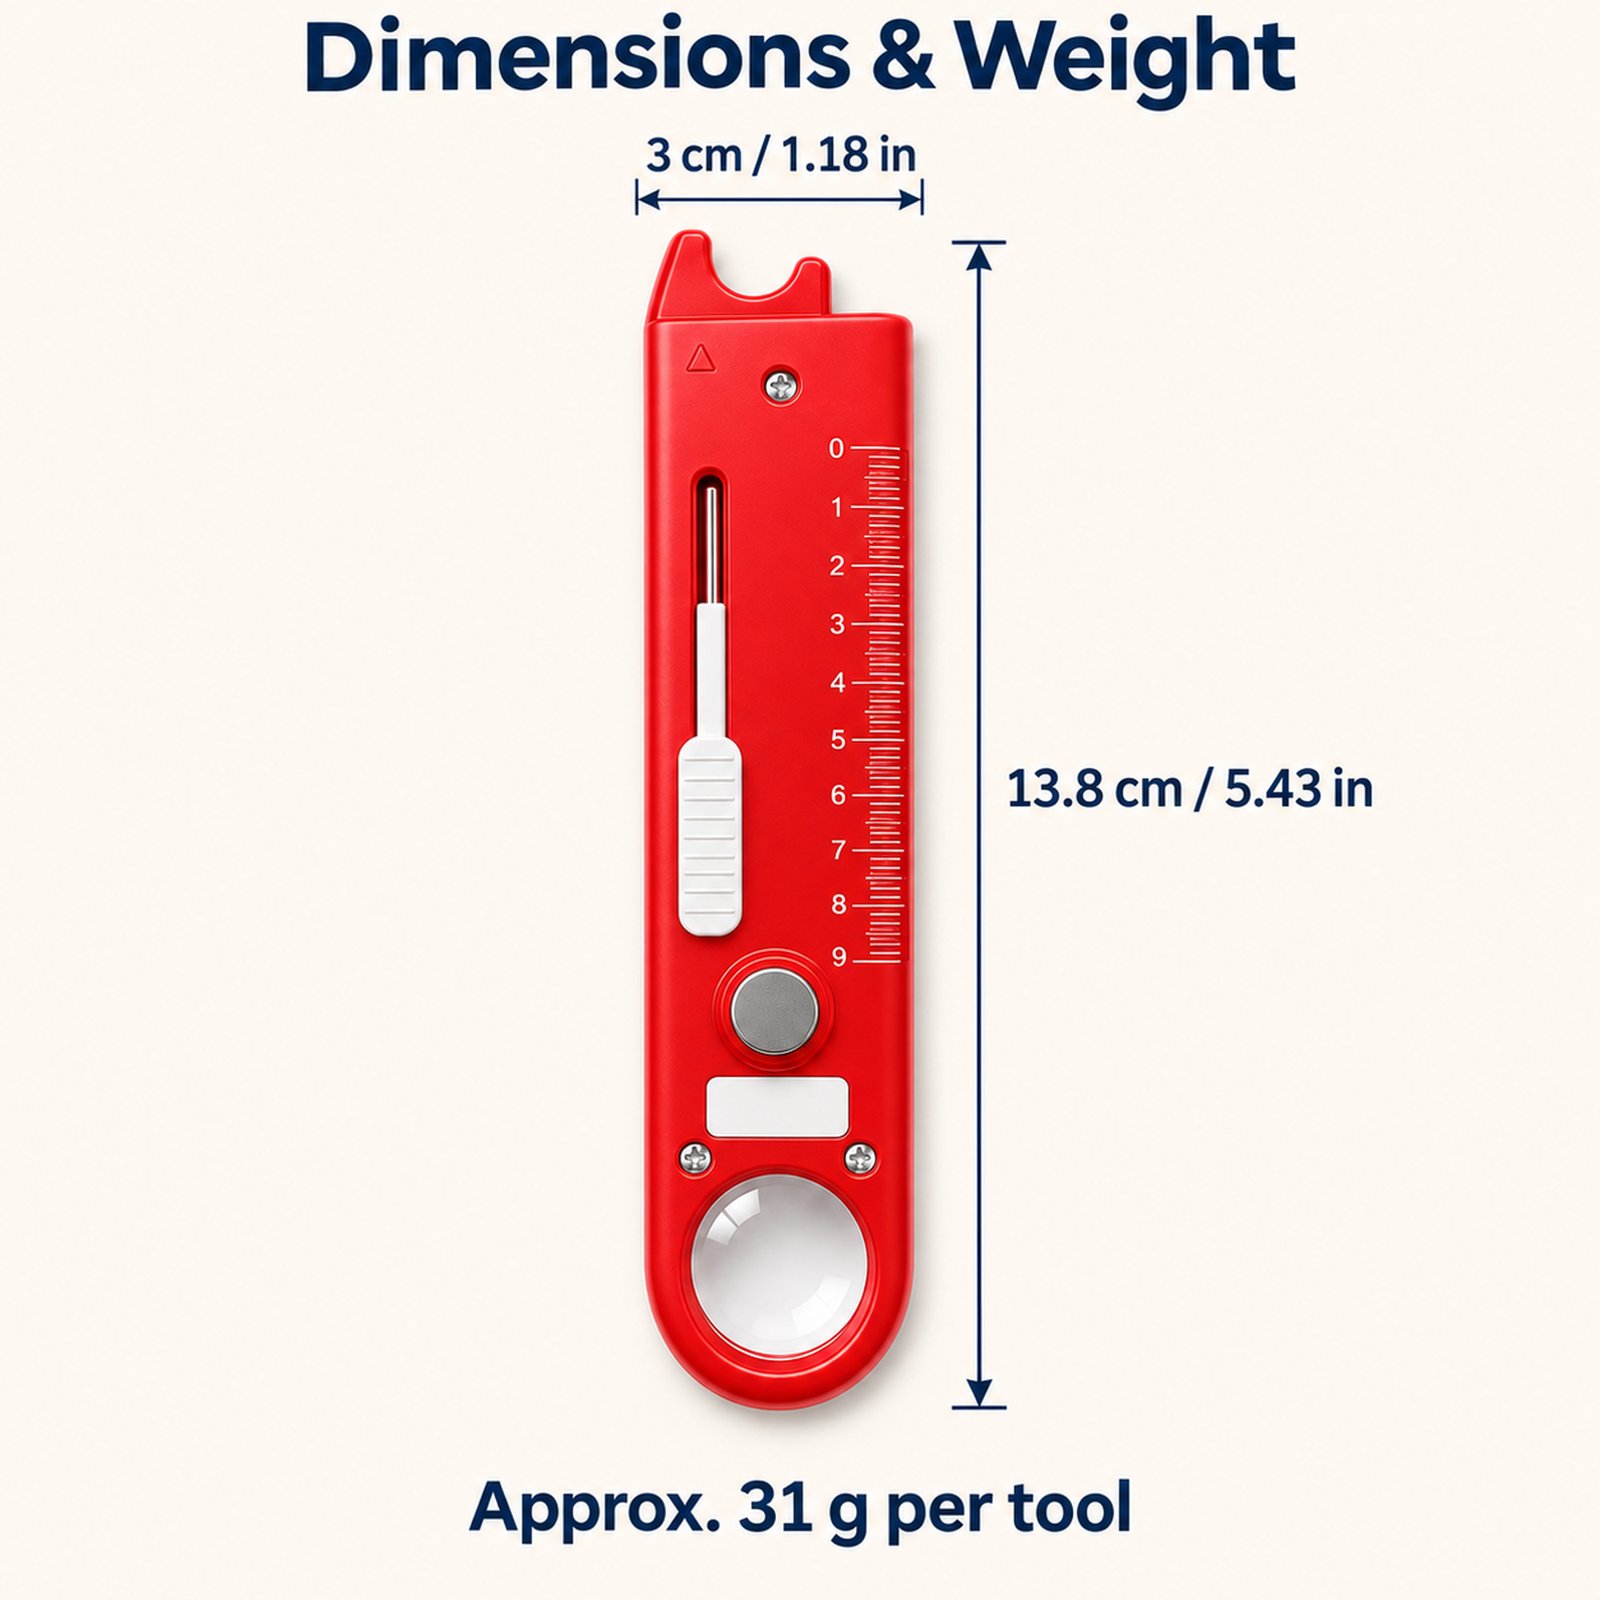 Dimensions & Weight
3 cm / 1.18 in
0
1
2
3
4
5
6
7
8
9
13.8 cm / 5.43 in
Approx. 31 g per tool